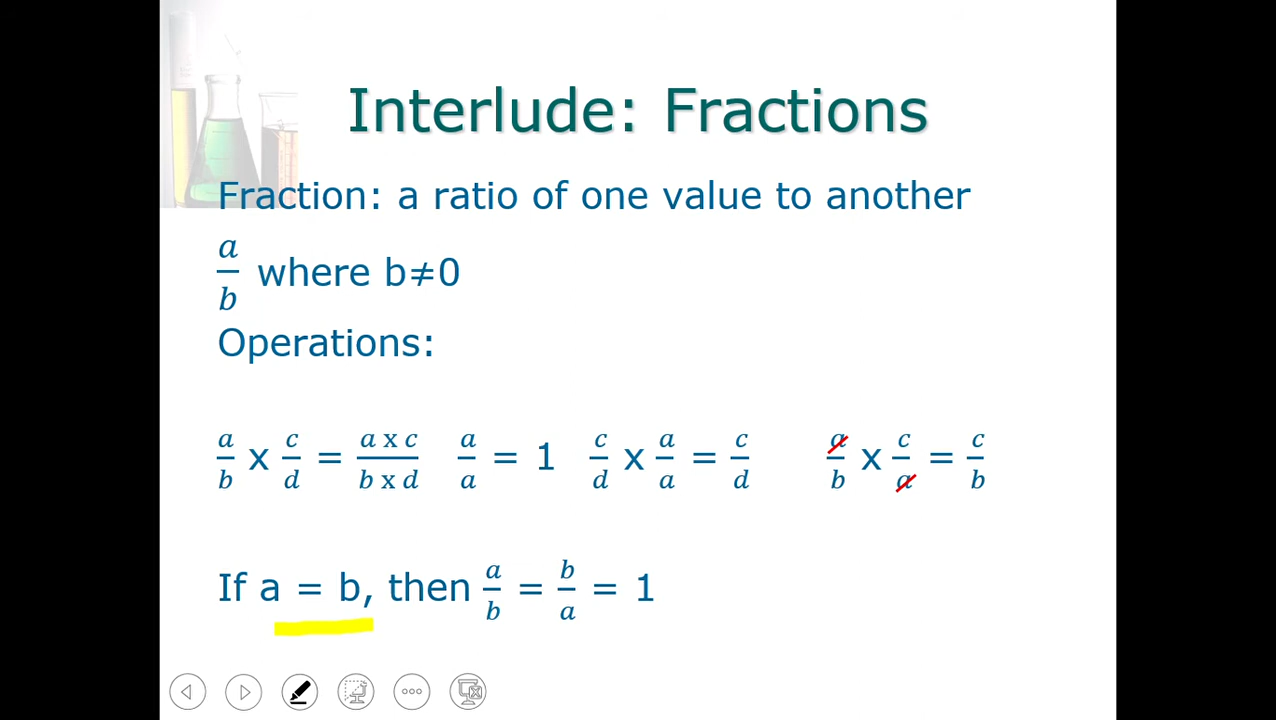 Interlude: Fractions
Fraction: a ratio of one value to another
a/b where b≠0
Operations:
a/b x c/d = (a x c)/(b x d) a/a = 1 c/d x a/a = c/d a/b x c/a = c/b
If a = b, then a/b = b/a = 1